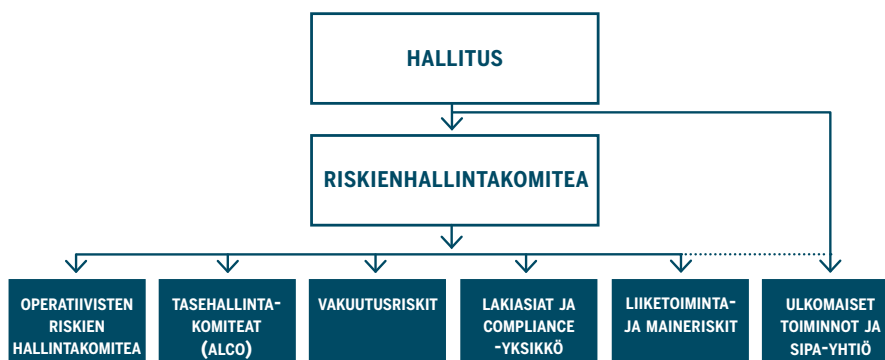 HALLITUS
RISKIENHALLINTAKOMITEA
OPERATIIVISTEN
RISKIEN
HALLINTAKOMITEA
TASEHALLINTA-
KOMITEAT
(ALCO)
VAKUUTUSRISKIT
LAKIASIAT JA
COMPLIANCE
-YKSIKKÖ
LIIKETOIMINTA-
JA MAINERISKIT
ULKOMAISET
TOIMINNOT JA
SIPA-YHTIÖ